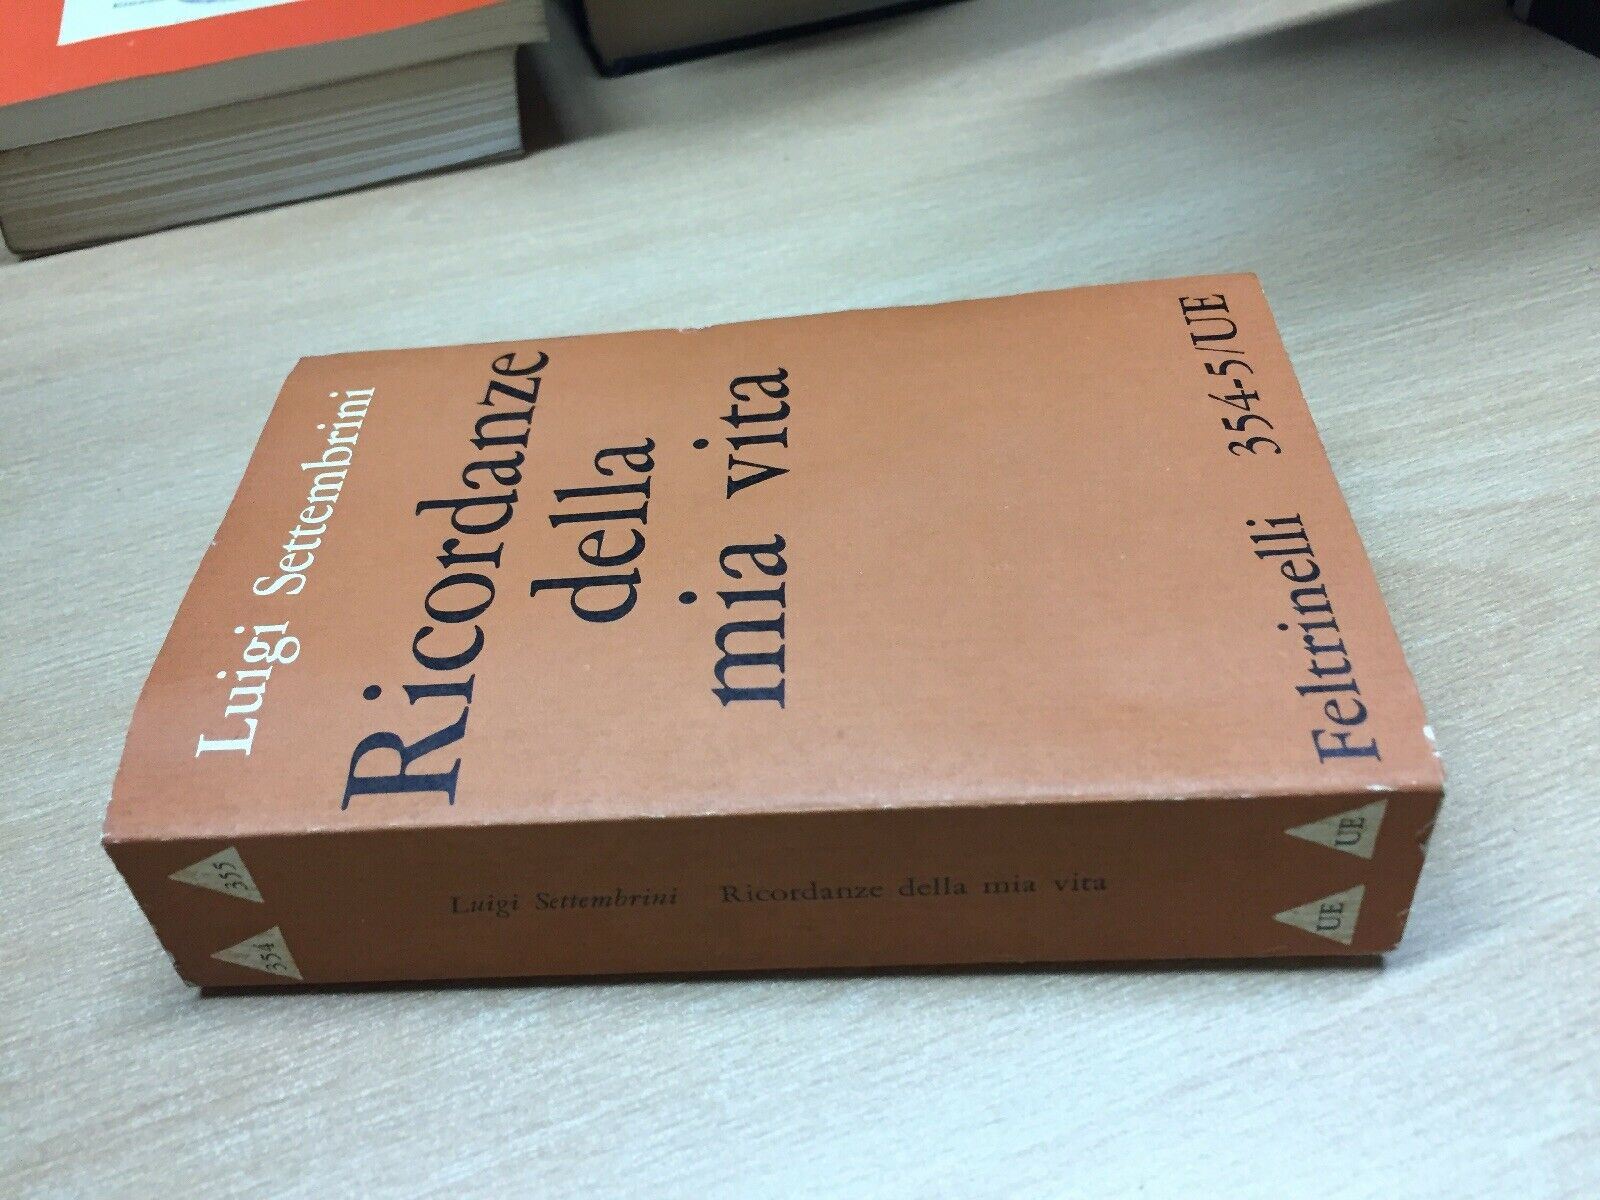 Luigi Settembrini
Ricordanze
della
mia vita
Feltrinelli 354-5/UE
355
354
Luigi Settembrini Ricordanze della mia vita
UE
UE